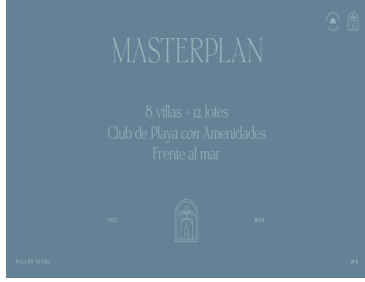 MASTERPLAN
8 villas + 12 lotes
Club de Playa con Amenidades
Frente al mar
MEX
VILLAS VIDAL